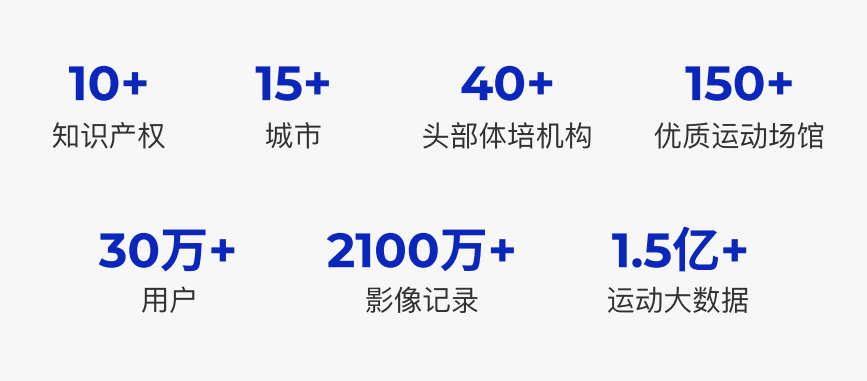 10+ 15+ 40+ 150+
知识产权 城市 头部体培机构 优质运动场馆
30万+ 2100万+ 1.5亿+
用户 影像记录 运动大数据